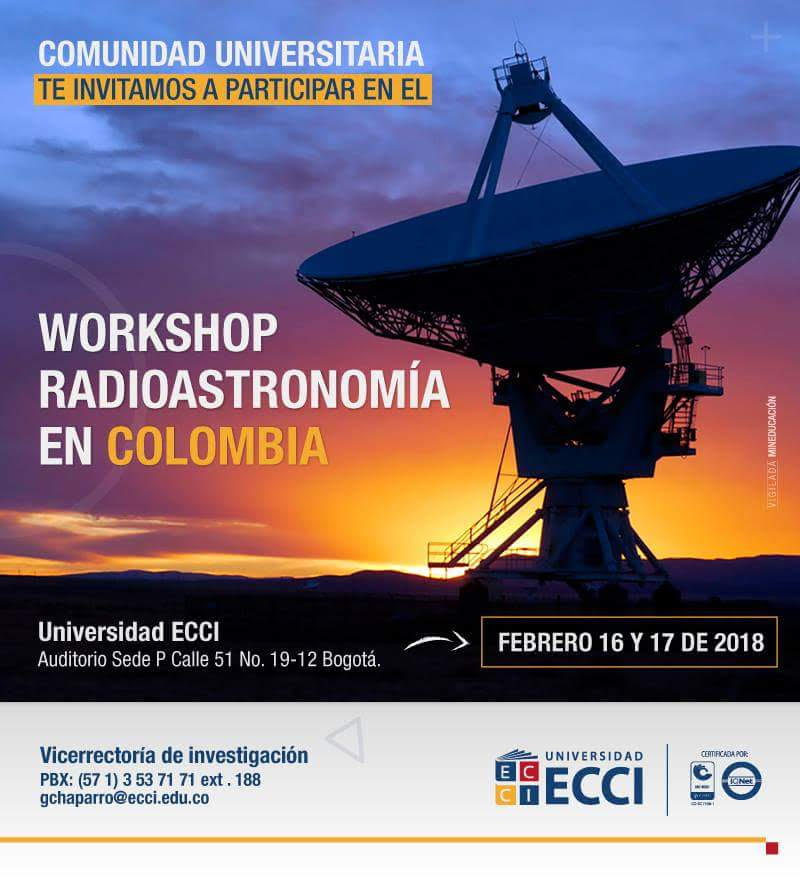 COMUNIDAD UNIVERSITARIA
TE INVITAMOS A PARTICIPAR EN EL
WORKSHOP
RADIOASTRONOMÍA
EN COLOMBIA
VIGILADA MINEDUCACIÓN
Universidad ECCI
Auditorio Sede P Calle 51 No. 19-12 Bogotá.
FEBRERO 16 Y 17 DE 2018
Vicerrectoría de investigación
PBX: (57 1) 3 53 71 71 ext . 188
gchaparro@ecci.edu.co
EC
CI
UNIVERSIDAD
ECCI
CERTIFICADA POR:
IQNet